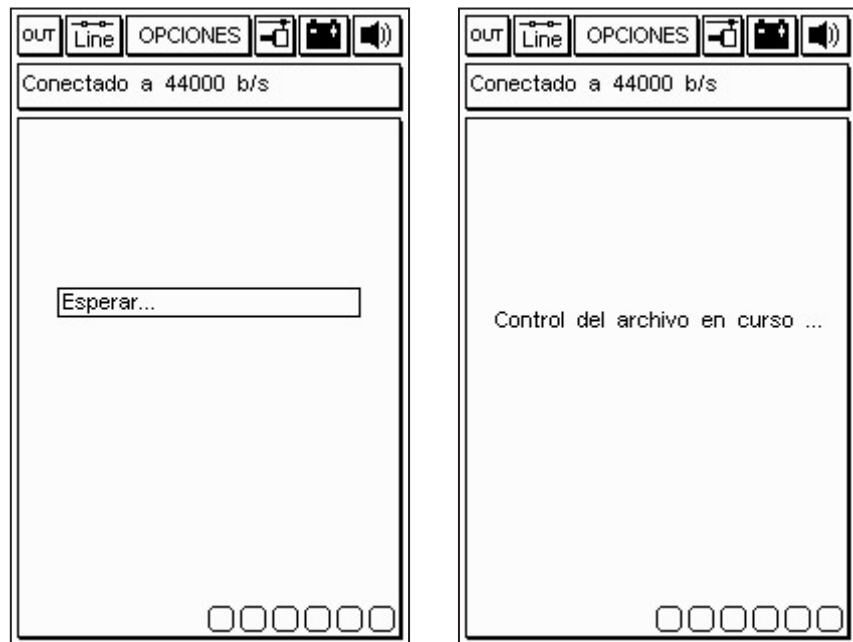 OUT Line OPCIONES
Conectado a 44000 b/s
Esperar...
OUT Line OPCIONES
Conectado a 44000 b/s
Control del archivo en curso ...